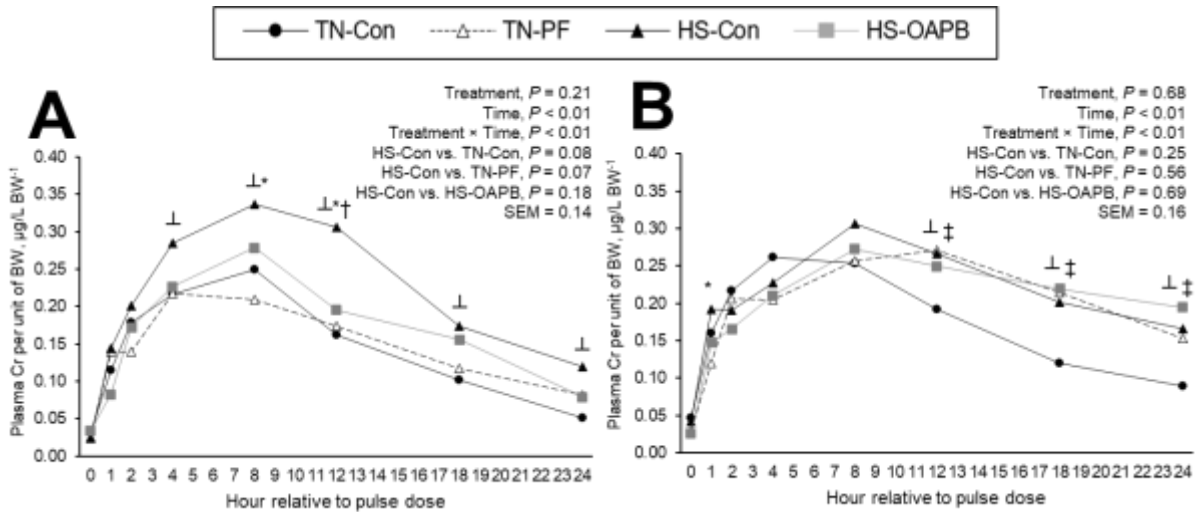 TN-Con TN-PF HS-Con HS-OAPB
A
Treatment, P = 0.21
Time, P < 0.01
Treatment × Time, P < 0.01
HS-Con vs. TN-Con, P = 0.08
HS-Con vs. TN-PF, P = 0.07
HS-Con vs. HS-OAPB, P = 0.18
SEM = 0.14
Plasma Cr per unit of BW, µg/L BW⁻¹
0.40
0.35
0.30
0.25
0.20
0.15
0.10
0.05
0.00
⊥
⊥*
⊥*†
⊥
⊥
0 1 2 3 4 5 6 7 8 9 10 11 12 13 14 15 16 17 18 19 20 21 22 23 24
Hour relative to pulse dose
B
Treatment, P = 0.68
Time, P < 0.01
Treatment × Time, P < 0.01
HS-Con vs. TN-Con, P = 0.25
HS-Con vs. TN-PF, P = 0.56
HS-Con vs. HS-OAPB, P = 0.69
SEM = 0.16
Plasma Cr per unit of BW, µg/L BW⁻¹
0.40
0.35
0.30
0.25
0.20
0.15
0.10
0.05
0.00
*
⊥‡
⊥‡
⊥‡
0 1 2 3 4 5 6 7 8 9 10 11 12 13 14 15 16 17 18 19 20 21 22 23 24
Hour relative to pulse dose